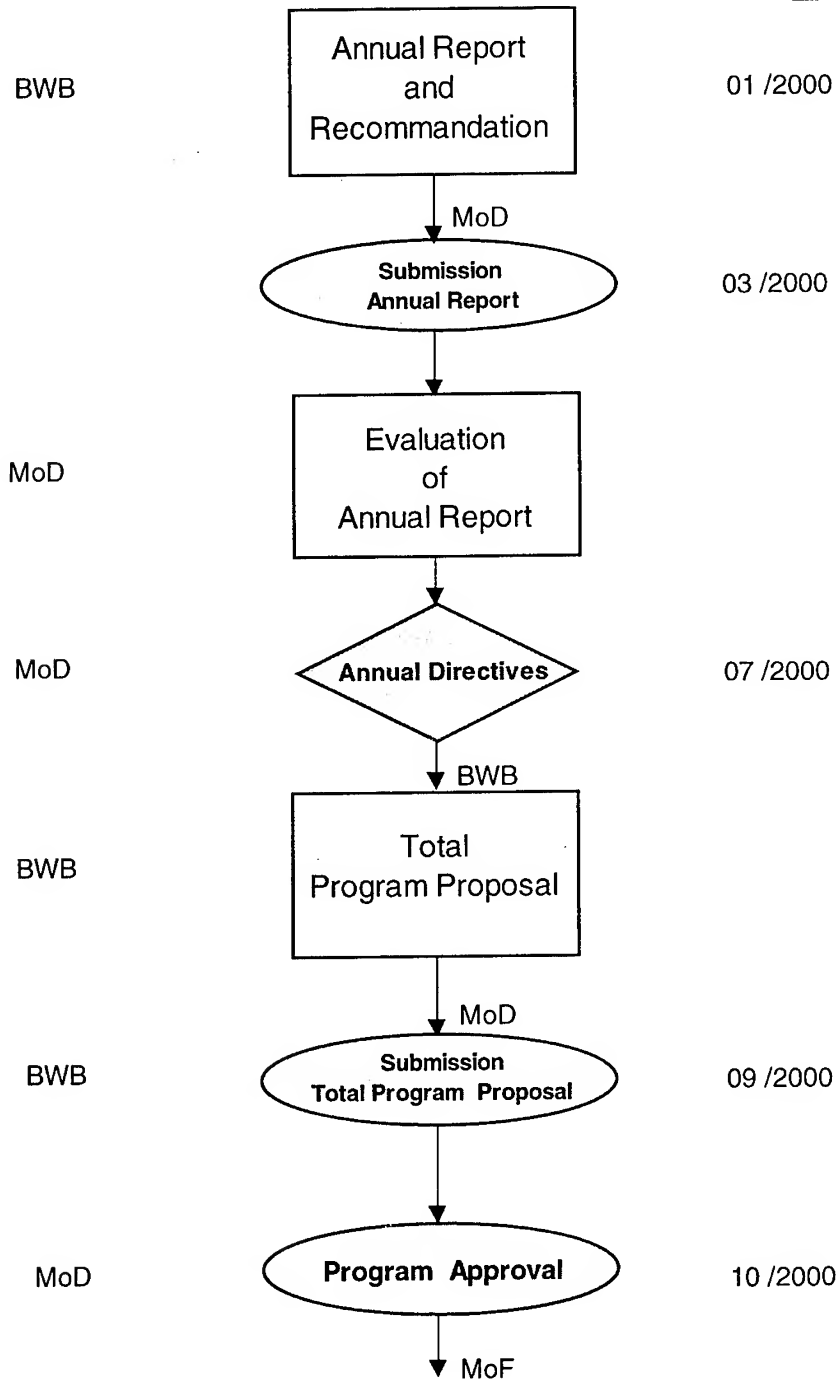 Annual Report
BWB and 01 /2000
Recommandation
MoD
Submission
Annual Report 03 /2000
Evaluation
MoD of
Annual Report
MoD Annual Directives 07 /2000
BWB
Total
BWB Program Proposal
MoD
Submission
BWB Total Program Proposal 09 /2000
MoD Program Approval 10 /2000
MoF